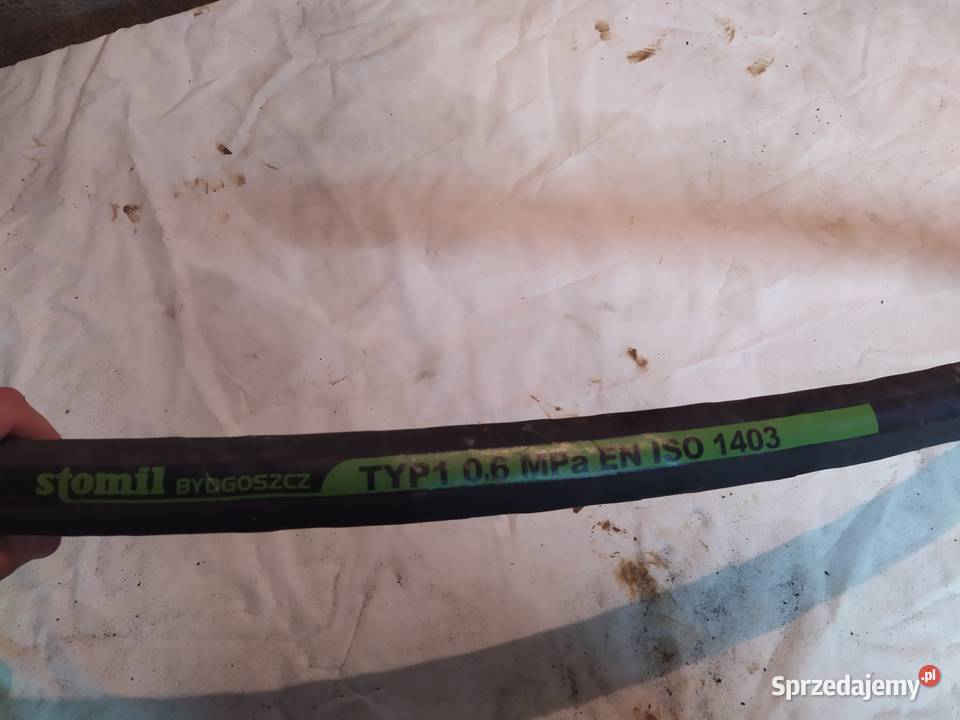 stomil BYDGOSZCZ TYP1 0,6 MPa EN ISO 1403
Sprzedajemy.pl